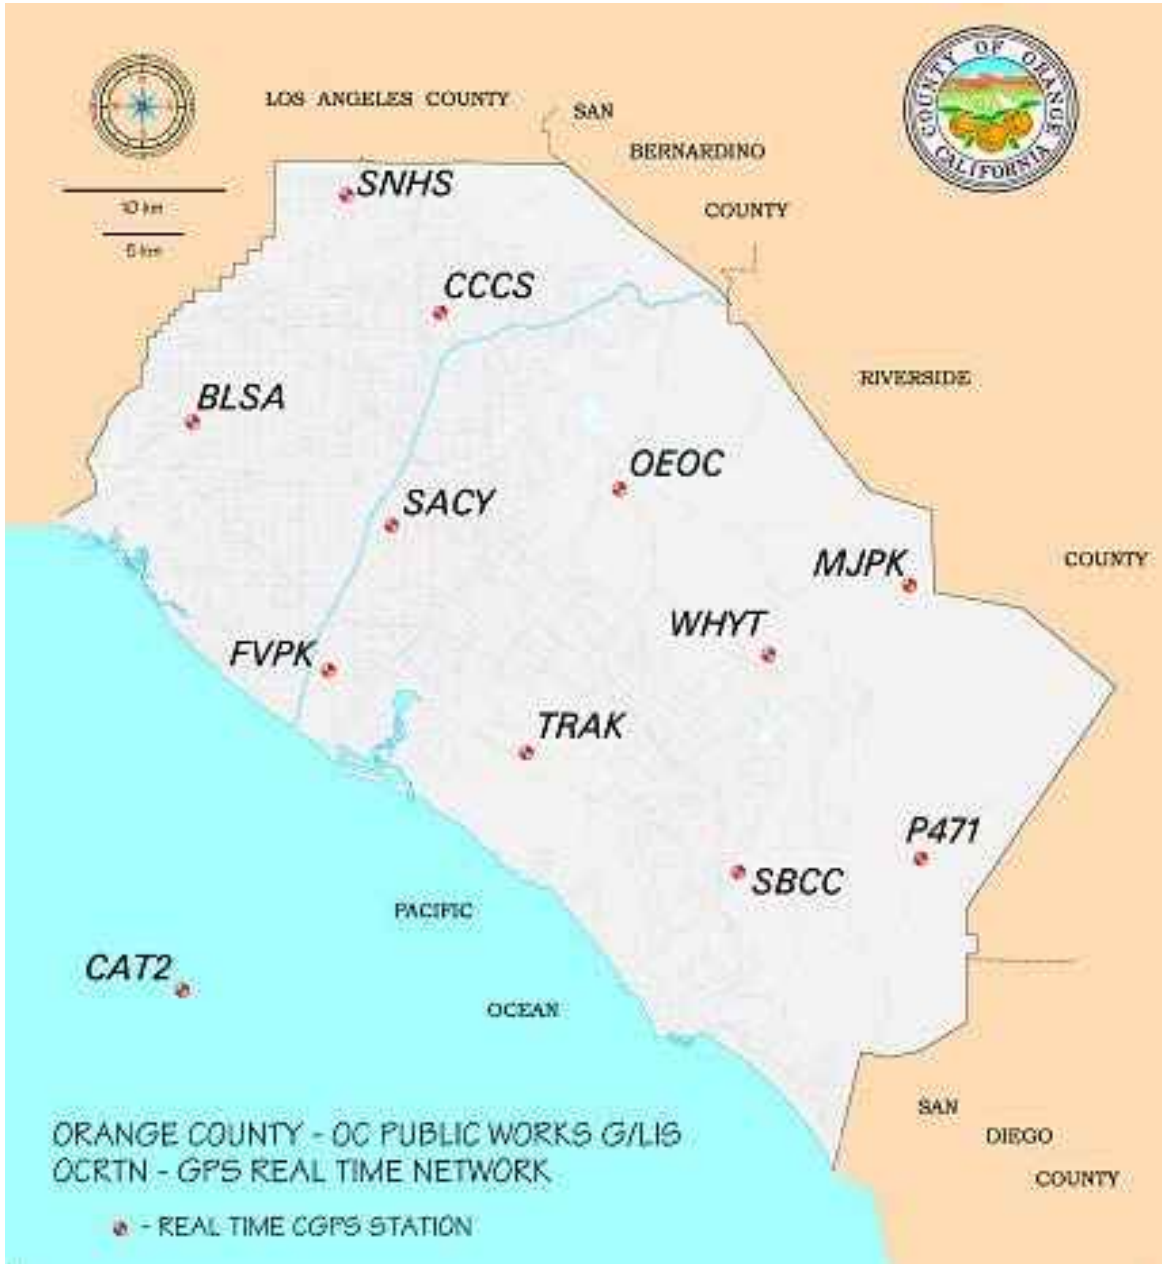 LOS ANGELES COUNTY
SAN
BERNARDINO
COUNTY
COUNTY OF ORANGE
CALIFORNIA
10 km
5 km
SNHS
CCCS
RIVERSIDE
BLSA
OEOC
SACY
MJPK
COUNTY
WHYT
FVPK
TRAK
P471
SBCC
PACIFIC
CAT2
OCEAN
SAN
DIEGO
COUNTY
ORANGE COUNTY - OC PUBLIC WORKS G/LIS
OCRTN - GPS REAL TIME NETWORK
- REAL TIME CGPS STATION